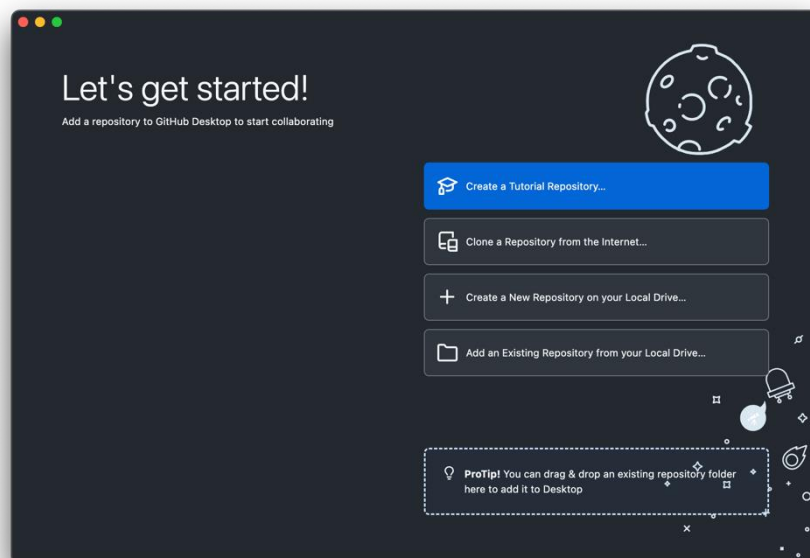 Let's get started!
Add a repository to GitHub Desktop to start collaborating
Create a Tutorial Repository...
Clone a Repository from the Internet...
Create a New Repository on your Local Drive...
Add an Existing Repository from your Local Drive...
ProTip! You can drag & drop an existing repository folder
here to add it to Desktop